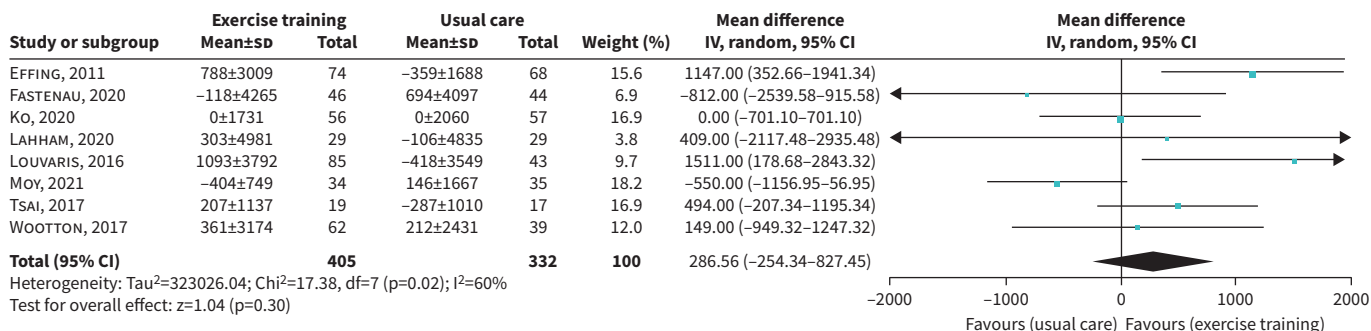 Exercise training Usual care Mean difference Mean difference
Study or subgroup Mean±SD Total Mean±SD Total Weight (%) IV, random, 95% CI IV, random, 95% CI
EFFING, 2011 788±3009 74 –359±1688 68 15.6 1147.00 (352.66–1941.34)
FASTENAU, 2020 –118±4265 46 694±4097 44 6.9 –812.00 (–2539.58–915.58)
KO, 2020 0±1731 56 0±2060 57 16.9 0.00 (–701.10–701.10)
LAHHAM, 2020 303±4981 29 –106±4835 29 3.8 409.00 (–2117.48–2935.48)
LOUVARIS, 2016 1093±3792 85 –418±3549 43 9.7 1511.00 (178.68–2843.32)
MOY, 2021 –404±749 34 146±1667 35 18.2 –550.00 (–1156.95–56.95)
TSAI, 2017 207±1137 19 –287±1010 17 16.9 494.00 (–207.34–1195.34)
WOOTTON, 2017 361±3174 62 212±2431 39 12.0 149.00 (–949.32–1247.32)
Total (95% CI) 405 332 100 286.56 (–254.34–827.45)
Heterogeneity: Tau²=323026.04; Chi²=17.38, df=7 (p=0.02); I²=60%
Test for overall effect: z=1.04 (p=0.30)
–2000 –1000 0 1000 2000
Favours (usual care) Favours (exercise training)